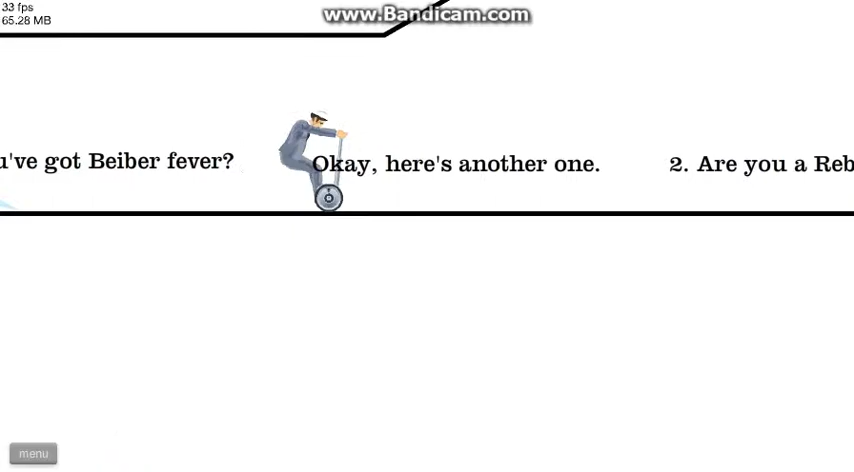 33 fps
65.28 MB
www.Bandicam.com
u've got Beiber fever?
Okay, here's another one.
2. Are you a Reb
menu